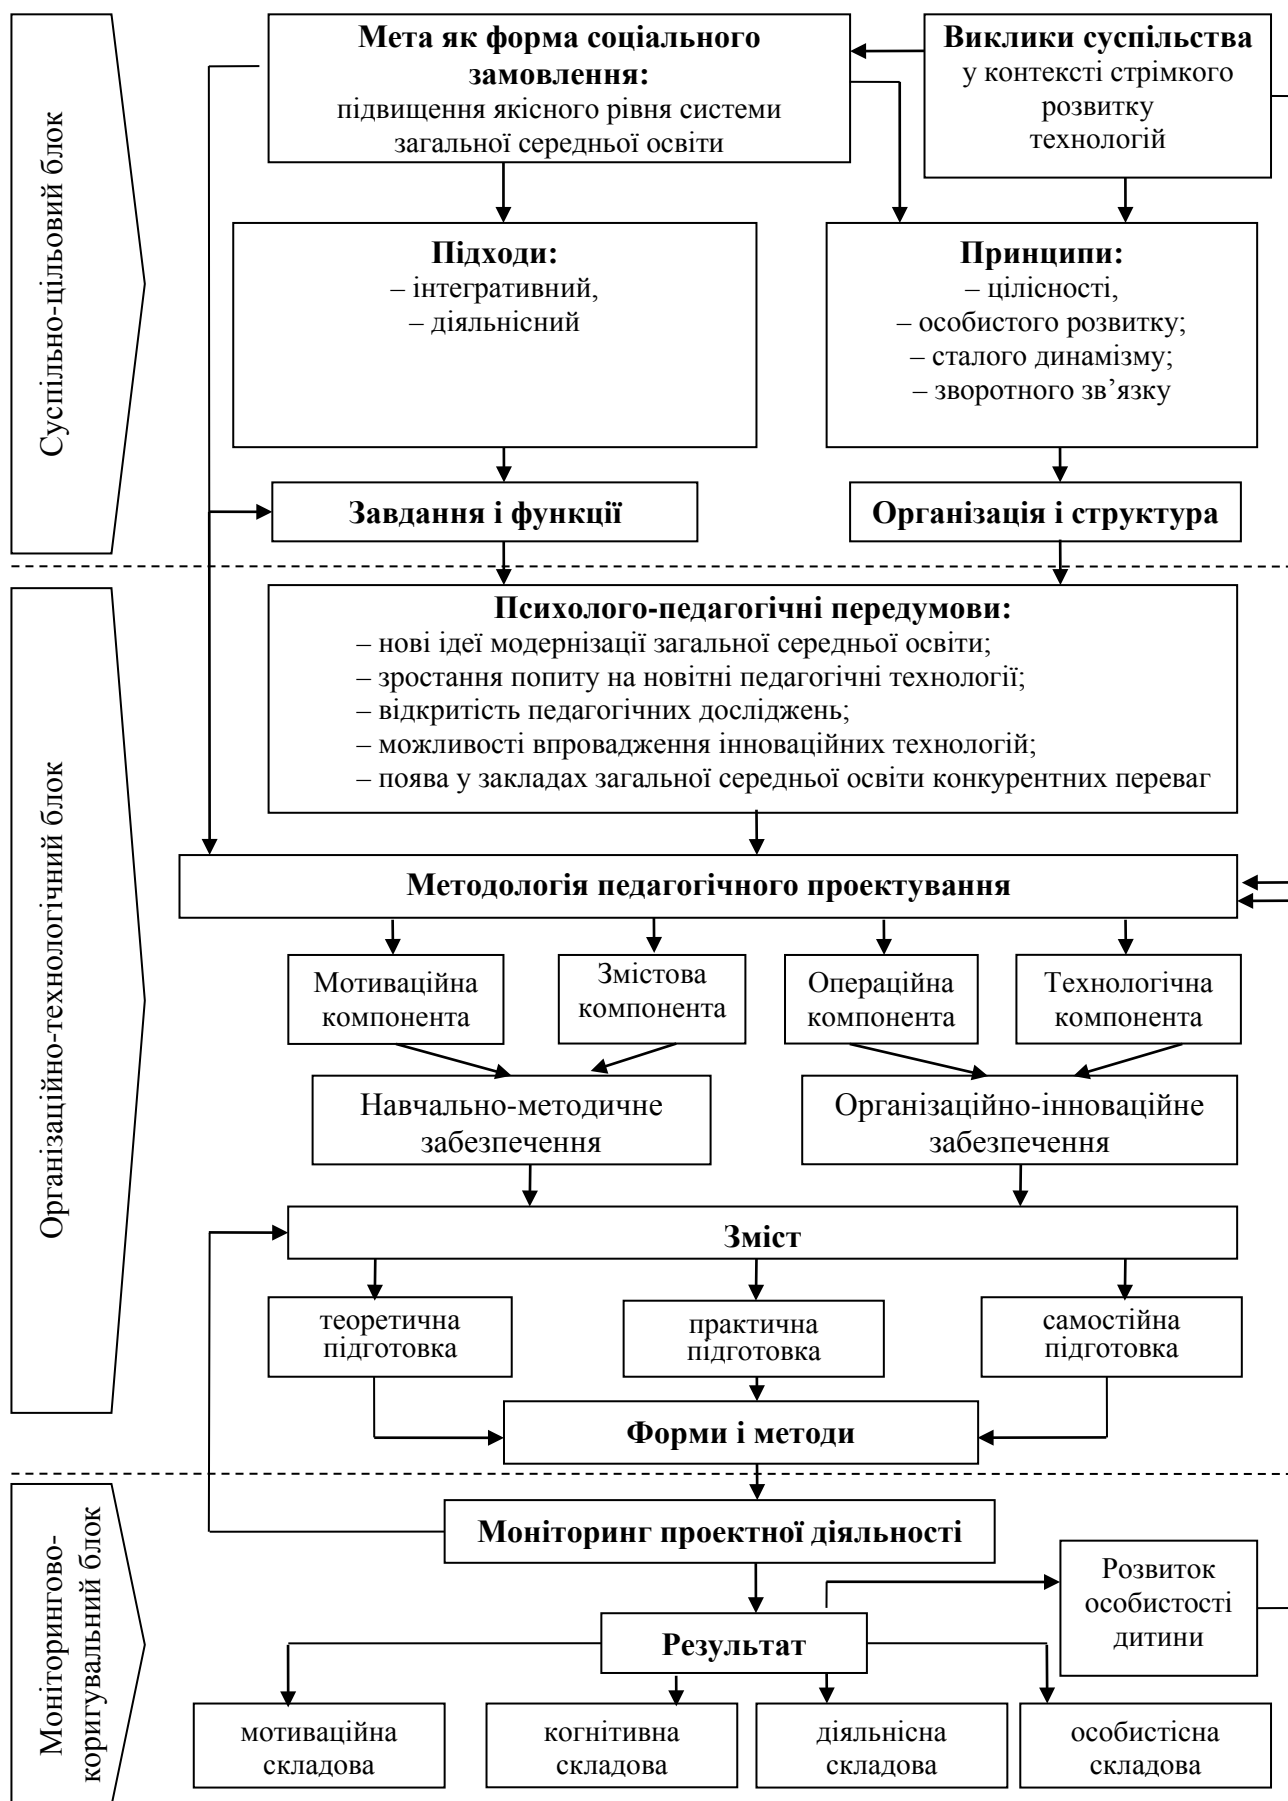 Суспільно-цільовий блок
Мета як форма соціального
замовлення:
підвищення якісного рівня системи
загальної середньої освіти
Виклики суспільства
у контексті стрімкого
розвитку
технологій
Підходи:
– інтегративний,
– діяльнісний
Принципи:
– цілісності,
– особистого розвитку;
– сталого динамізму;
– зворотного зв’язку
Завдання і функції
Організація і структура
Організаційно-технологічний блок
Психолого-педагогічні передумови:
– нові ідеї модернізації загальної середньої освіти;
– зростання попиту на новітні педагогічні технології;
– відкритість педагогічних досліджень;
– можливості впровадження інноваційних технологій;
– поява у закладах загальної середньої освіти конкурентних переваг
Методологія педагогічного проектування
Мотиваційна
компонента
Змістова
компонента
Операційна
компонента
Технологічна
компонента
Навчально-методичне
забезпечення
Організаційно-інноваційне
забезпечення
Зміст
теоретична
підготовка
практична
підготовка
самостійна
підготовка
Форми і методи
Моніторингово-
коригувальний блок
Моніторинг проектної діяльності
Розвиток
особистості
дитини
Результат
мотиваційна
складова
когнітивна
складова
діяльнісна
складова
особистісна
складова